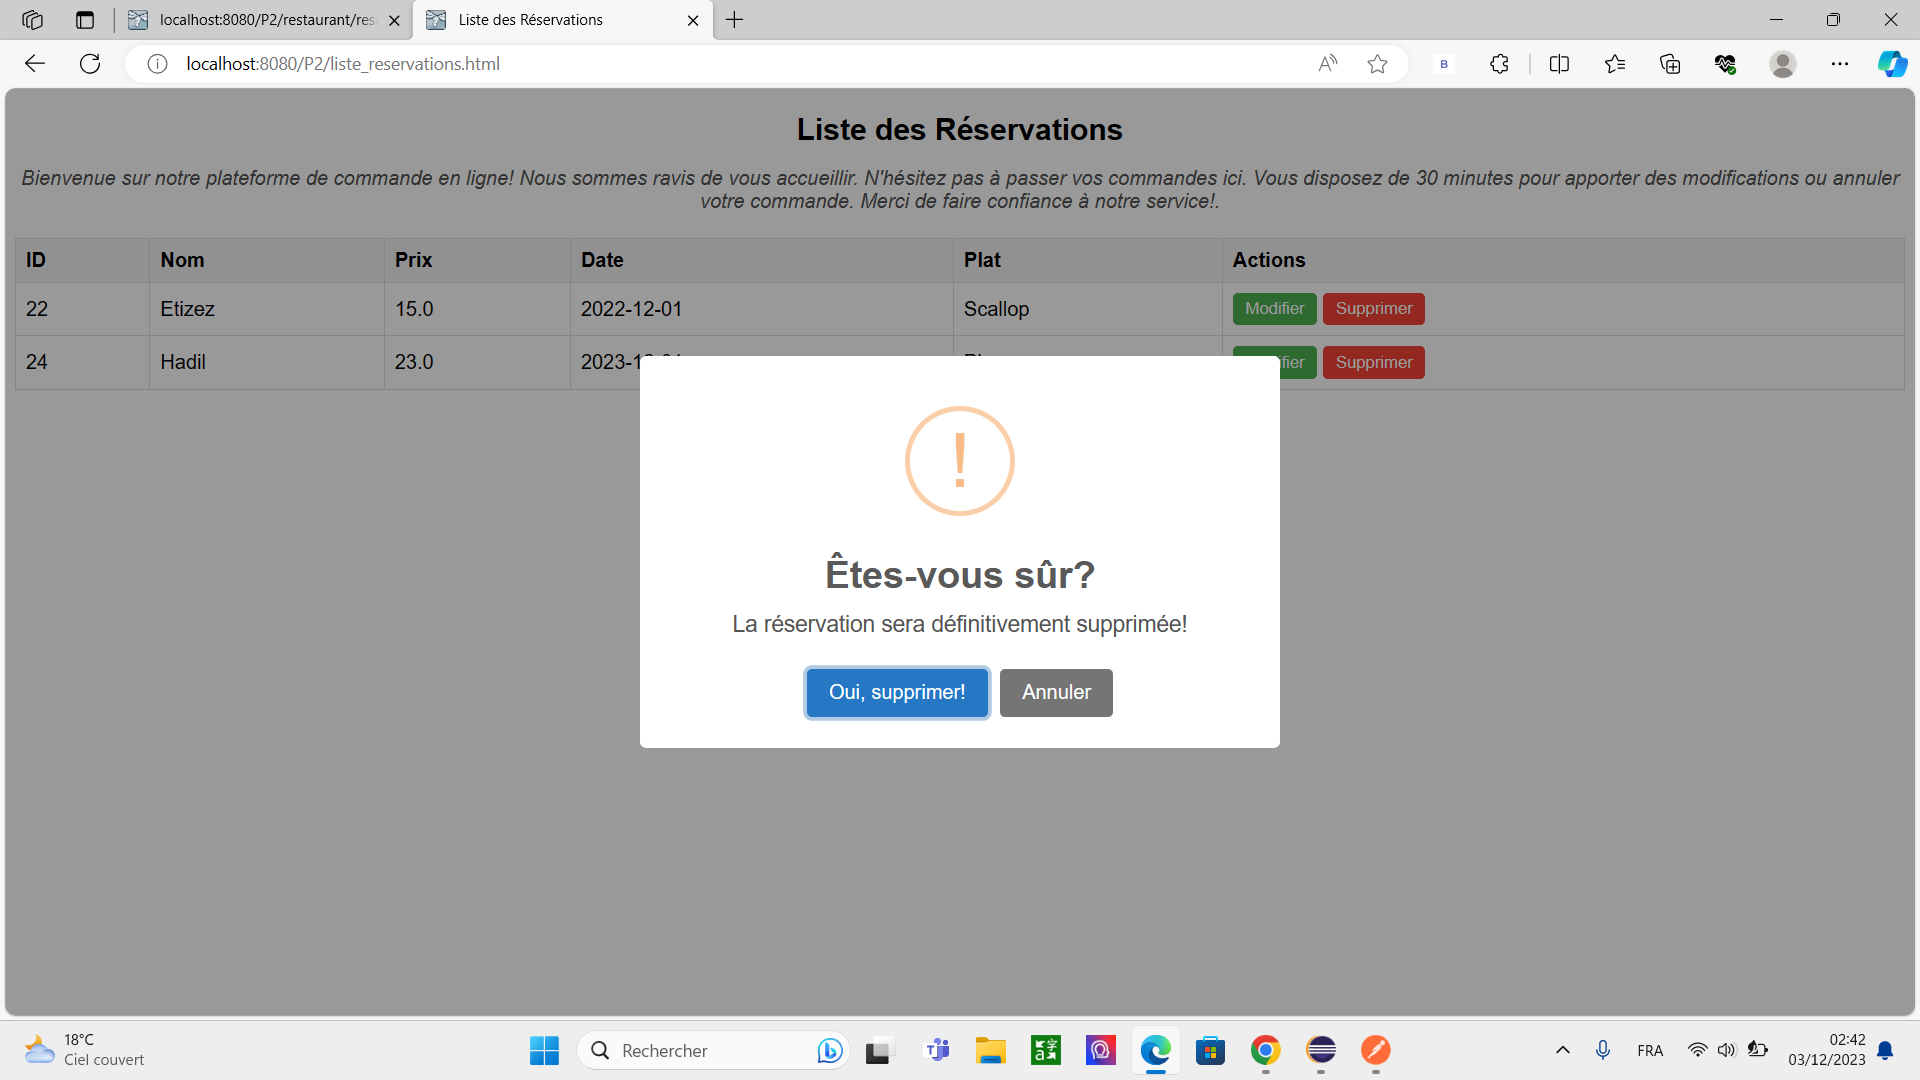 localhost:8080/P2/restaurant/res
Liste des Réservations
localhost:8080/P2/liste_reservations.html
B
Liste des Réservations
Bienvenue sur notre plateforme de commande en ligne! Nous sommes ravis de vous accueillir. N'hésitez pas à passer vos commandes ici. Vous disposez de 30 minutes pour apporter des modifications ou annuler
votre commande. Merci de faire confiance à notre service!.
ID Nom Prix Date Plat Actions
22 Etizez 15.0 2022-12-01 Scallop Modifier Supprimer
24 Hadil 23.0 2023-1 fier Supprimer
!
Êtes-vous sûr?
La réservation sera définitivement supprimée!
Oui, supprimer! Annuler
18°C
Ciel couvert
Rechercher
FRA
02:42
03/12/2023